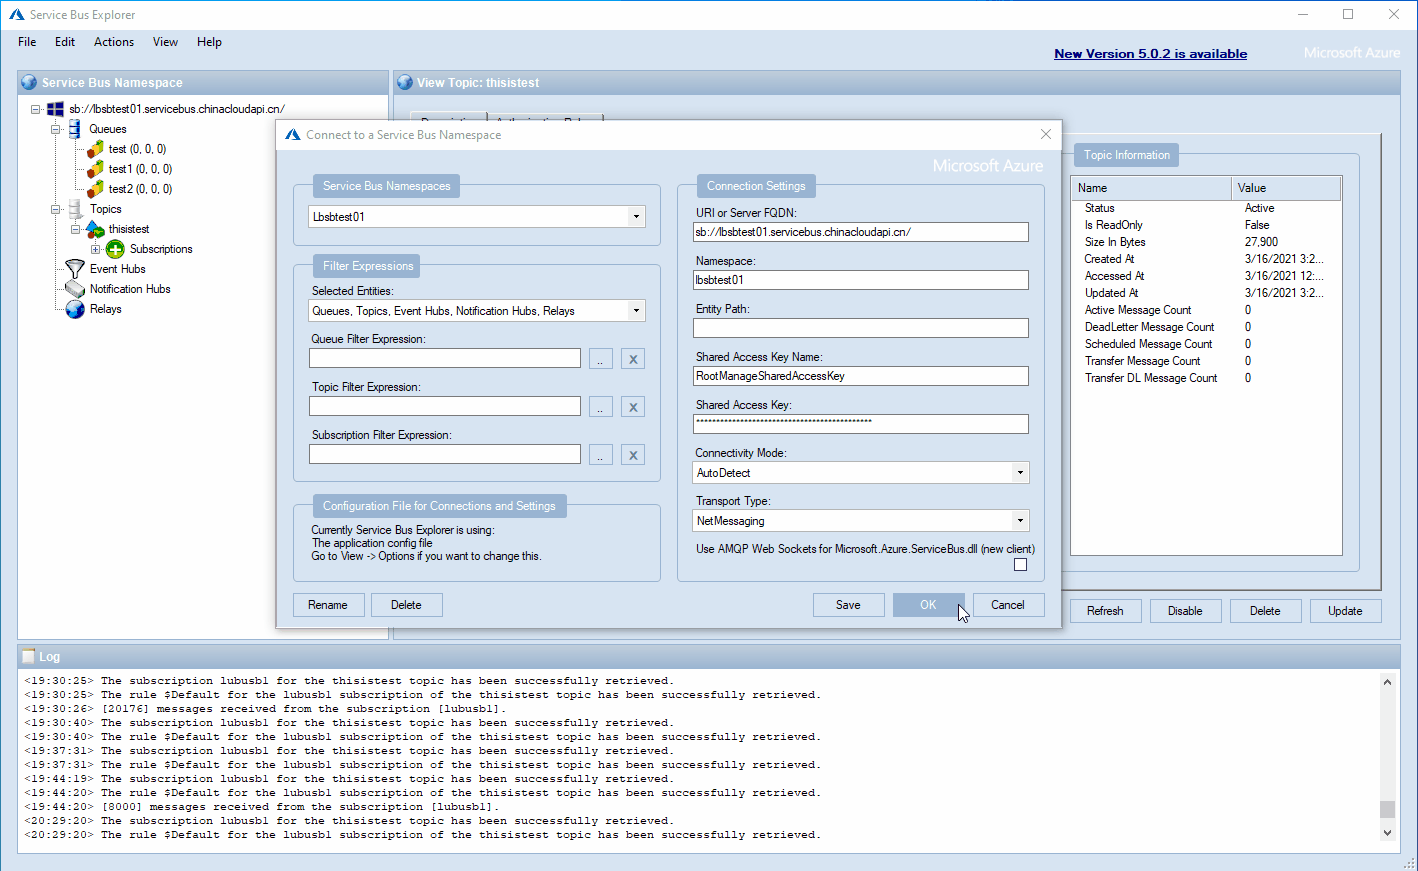 Service Bus Explorer
File Edit Actions View Help
New Version 5.0.2 is available
Microsoft Azure
Service Bus Namespace
sb://lbsbtest01.servicebus.chinacloudapi.cn/
Queues
test (0, 0, 0)
test1 (0, 0, 0)
test2 (0, 0, 0)
Topics
thisistest
Subscriptions
Event Hubs
Notification Hubs
Relays
View Topic: thisistest
Connect to a Service Bus Namespace
Microsoft Azure
Service Bus Namespaces
Lbsbtest01
Filter Expressions
Selected Entities:
Queues, Topics, Event Hubs, Notification Hubs, Relays
Queue Filter Expression:
.. X
Topic Filter Expression:
.. X
Subscription Filter Expression:
.. X
Configuration File for Connections and Settings
Currently Service Bus Explorer is using:
The application config file
Go to View -> Options if you want to change this.
Rename Delete
Connection Settings
URI or Server FQDN:
sb://lbsbtest01.servicebus.chinacloudapi.cn/
Namespace:
lbsbtest01
Entity Path:
Shared Access Key Name:
RootManageSharedAccessKey
Shared Access Key:
********************************************
Connectivity Mode:
AutoDetect
Transport Type:
NetMessaging
Use AMQP Web Sockets for Microsoft.Azure.ServiceBus.dll (new client)
Save OK Cancel
Topic Information
Name Value
Status Active
Is ReadOnly False
Size In Bytes 27,900
Created At 3/16/2021 3:2...
Accessed At 3/16/2021 12:...
Updated At 3/16/2021 3:2...
Active Message Count 0
DeadLetter Message Count 0
Scheduled Message Count 0
Transfer Message Count 0
Transfer DL Message Count 0
Refresh Disable Delete Update
Log
<19:30:25> The subscription lubusbl for the thisistest topic has been successfully retrieved.
<19:30:25> The rule $Default for the lubusbl subscription of the thisistest topic has been successfully retrieved.
<19:30:26> [20176] messages received from the subscription [lubusbl].
<19:30:40> The subscription lubusbl for the thisistest topic has been successfully retrieved.
<19:30:40> The rule $Default for the lubusbl subscription of the thisistest topic has been successfully retrieved.
<19:37:31> The subscription lubusbl for the thisistest topic has been successfully retrieved.
<19:37:31> The rule $Default for the lubusbl subscription of the thisistest topic has been successfully retrieved.
<19:44:19> The subscription lubusbl for the thisistest topic has been successfully retrieved.
<19:44:20> The rule $Default for the lubusbl subscription of the thisistest topic has been successfully retrieved.
<19:44:20> [8000] messages received from the subscription [lubusbl].
<20:29:20> The subscription lubusbl for the thisistest topic has been successfully retrieved.
<20:29:20> The rule $Default for the lubusbl subscription of the thisistest topic has been successfully retrieved.